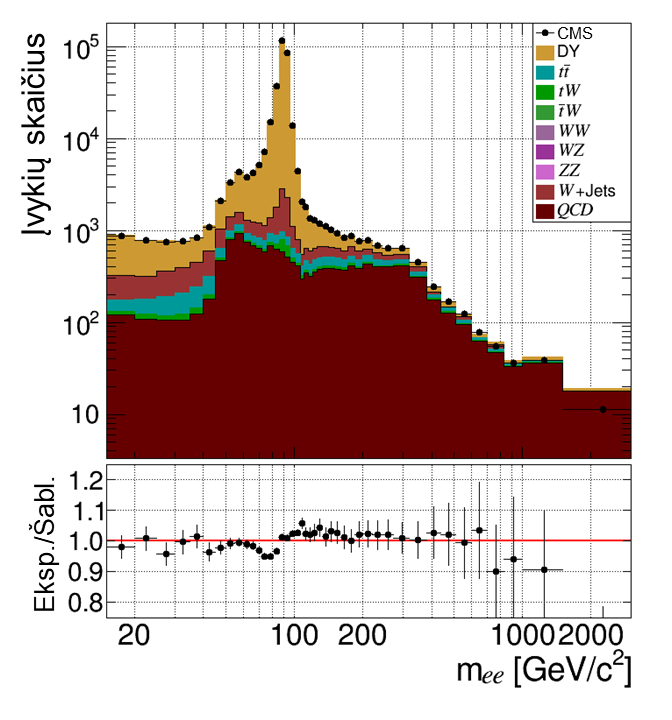 Įvykių skaičius
10⁵
10⁴
10³
10²
10
CMS
DY
tt̄
tW
t̄W
WW
WZ
ZZ
W+Jets
QCD
Eksp./Šabl.
1.2
1.1
1.0
0.9
0.8
20 100 200 1000 2000
mₑₑ [GeV/c²]